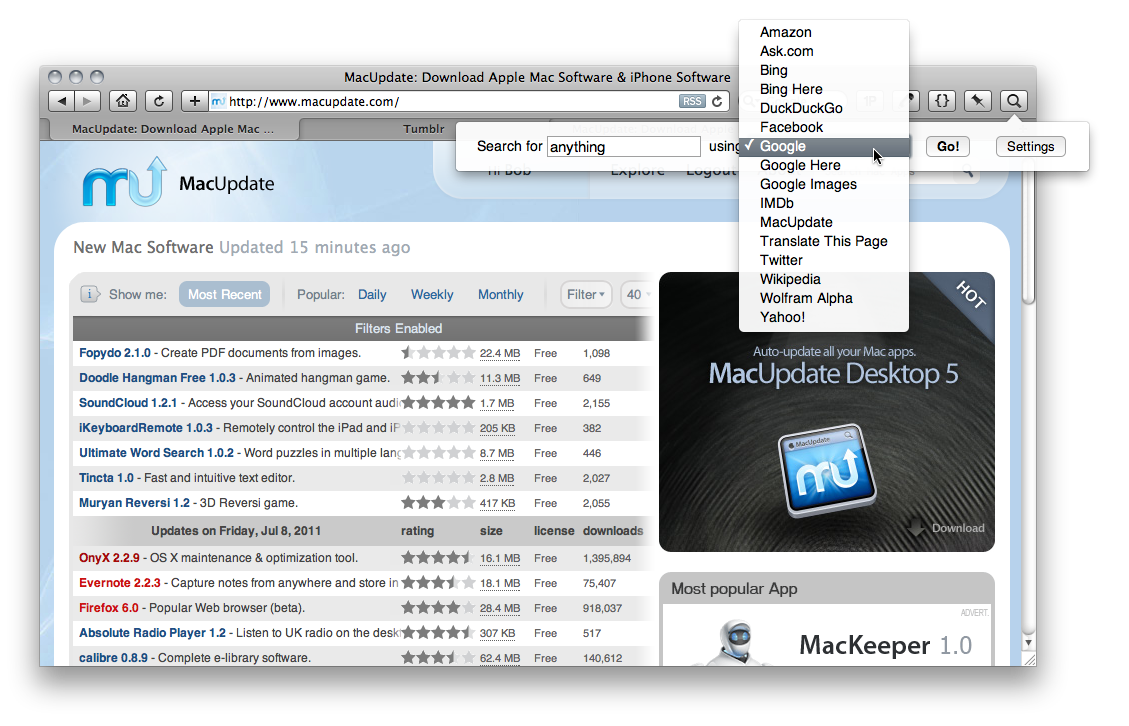 Amazon
Ask.com
Bing
Bing Here
DuckDuckGo
Facebook
Google
Google Here
Google Images
IMDb
MacUpdate
Translate This Page
Twitter
Wikipedia
Wolfram Alpha
Yahoo!
MacUpdate: Download Apple Mac Software & iPhone Software
http://www.macupdate.com/ RSS {}
MacUpdate: Download Apple Mac ... Tumblr
Search for anything using Go! Settings
Hi Bob Explore Logout
mu MacUpdate
New Mac Software Updated 15 minutes ago
i Show me: Most Recent Popular: Daily Weekly Monthly Filter 40
Filters Enabled
Fopydo 2.1.0 - Create PDF documents from images. 22.4 MB Free 1,098
Doodle Hangman Free 1.0.3 - Animated hangman game. 11.3 MB Free 649
SoundCloud 1.2.1 - Access your SoundCloud account audi 1.7 MB Free 2,155
iKeyboardRemote 1.0.3 - Remotely control the iPad and iP 205 KB Free 382
Ultimate Word Search 1.0.2 - Word puzzles in multiple lang 8.7 MB Free 446
Tincta 1.0 - Fast and intuitive text editor. 2.8 MB Free 2,027
Muryan Reversi 1.2 - 3D Reversi game. 417 KB Free 2,055
Updates on Friday, Jul 8, 2011 rating size license downloads
OnyX 2.2.9 - OS X maintenance & optimization tool. 16.1 MB Free 1,395,894
Evernote 2.2.3 - Capture notes from anywhere and store in 18.1 MB Free 75,407
Firefox 6.0 - Popular Web browser (beta). 28.4 MB Free 918,037
Absolute Radio Player 1.2 - Listen to UK radio on the desk 307 KB Free 517
calibre 0.8.9 - Complete e-library software. 62.4 MB Free 140,612
HOT
Auto-update all your Mac apps.
MacUpdate Desktop 5
MacUpdate
mu
Download
Most popular App
ADVERT.
MacKeeper 1.0